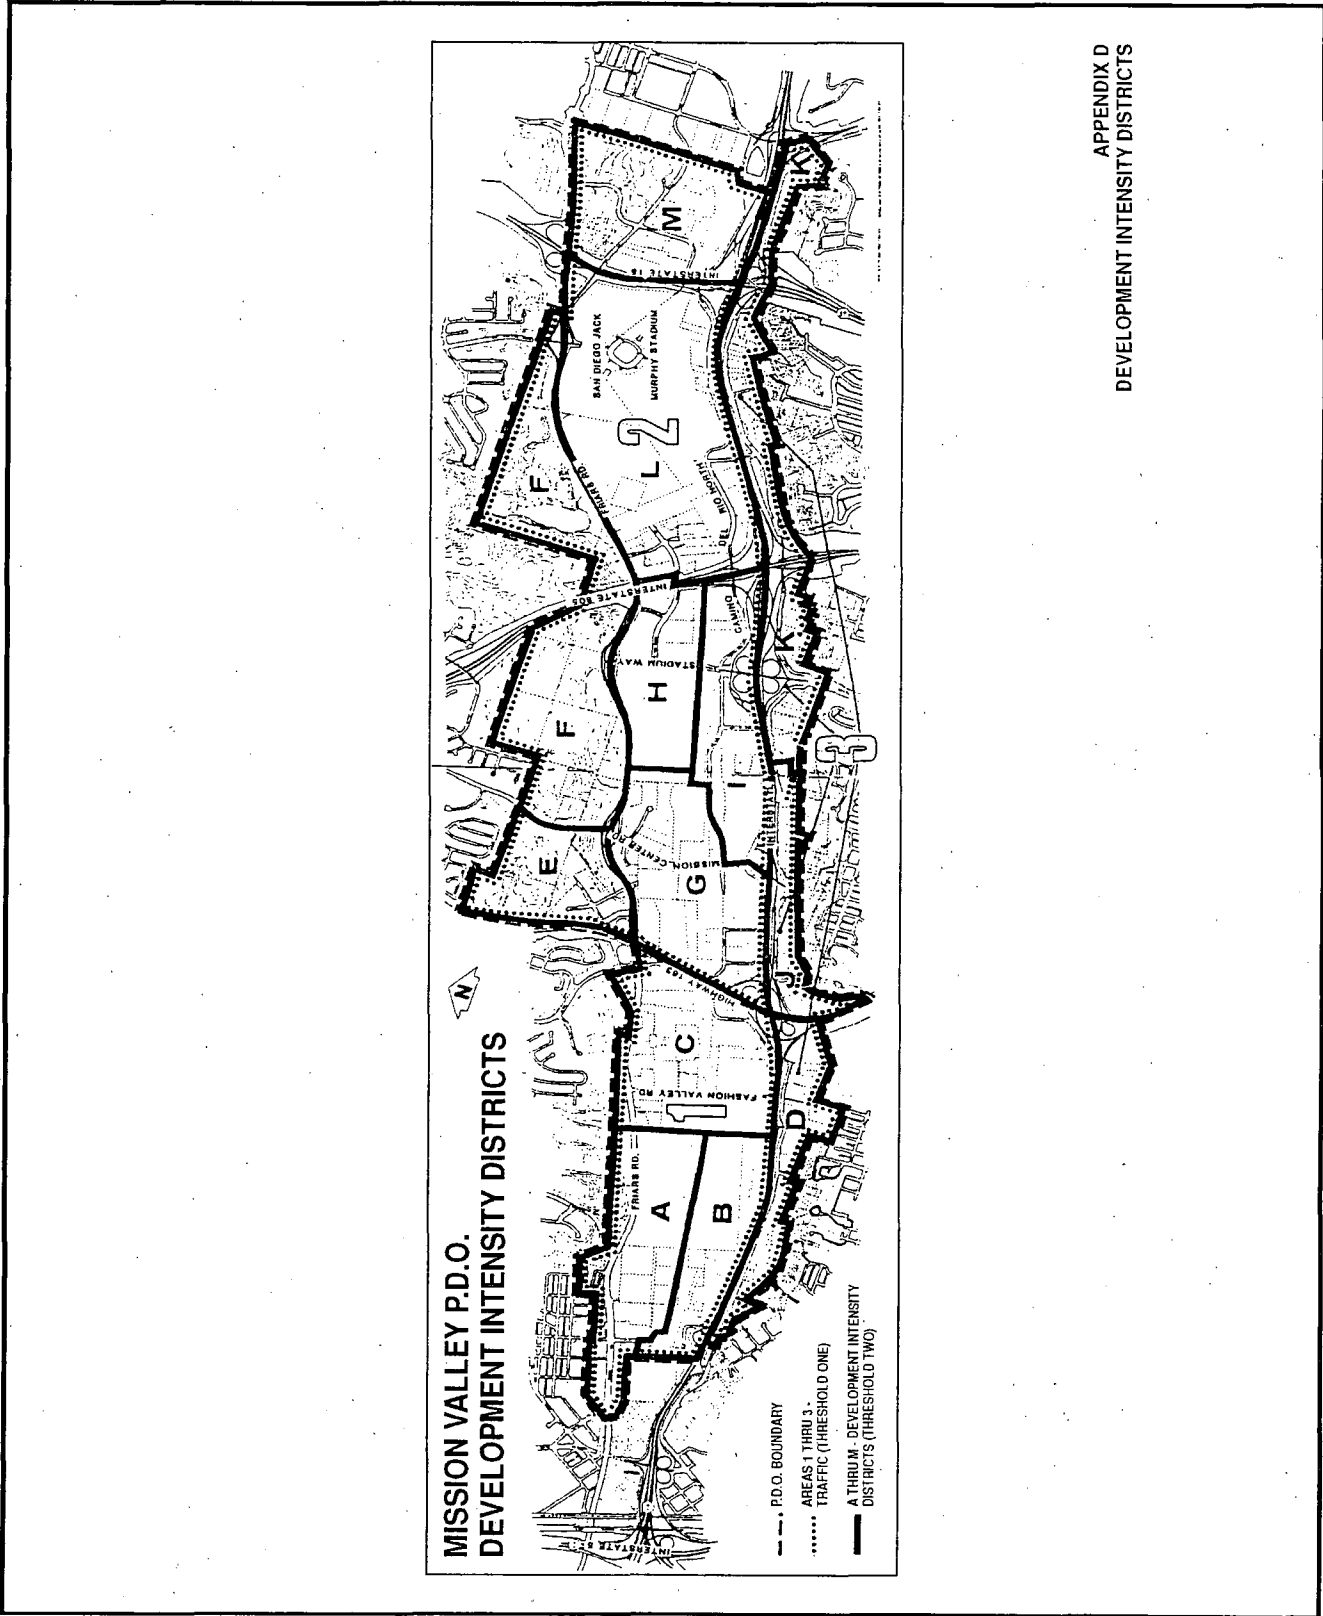 MISSION VALLEY P.D.O.
DEVELOPMENT INTENSITY DISTRICTS
N
A
B
C
D
E
F
F
G
H
I
J
K
L
M
1
2
3
FRIARS RD.
FASHION VALLEY RD.
HIGHWAY 163
MISSION CENTER RD
STADIUM WAY
INTERSTATE 805
FRIARS RD.
CAMINO
DEL RIO NORTH
SAN DIEGO JACK
MURPHY STADIUM
INTERSTATE 15
INTERSTATE 8
P.D.O. BOUNDARY
AREAS 1 THRU 3 -
TRAFFIC (THRESHOLD ONE)
A THRU M - DEVELOPMENT INTENSITY
DISTRICTS (THRESHOLD TWO)
APPENDIX D
DEVELOPMENT INTENSITY DISTRICTS